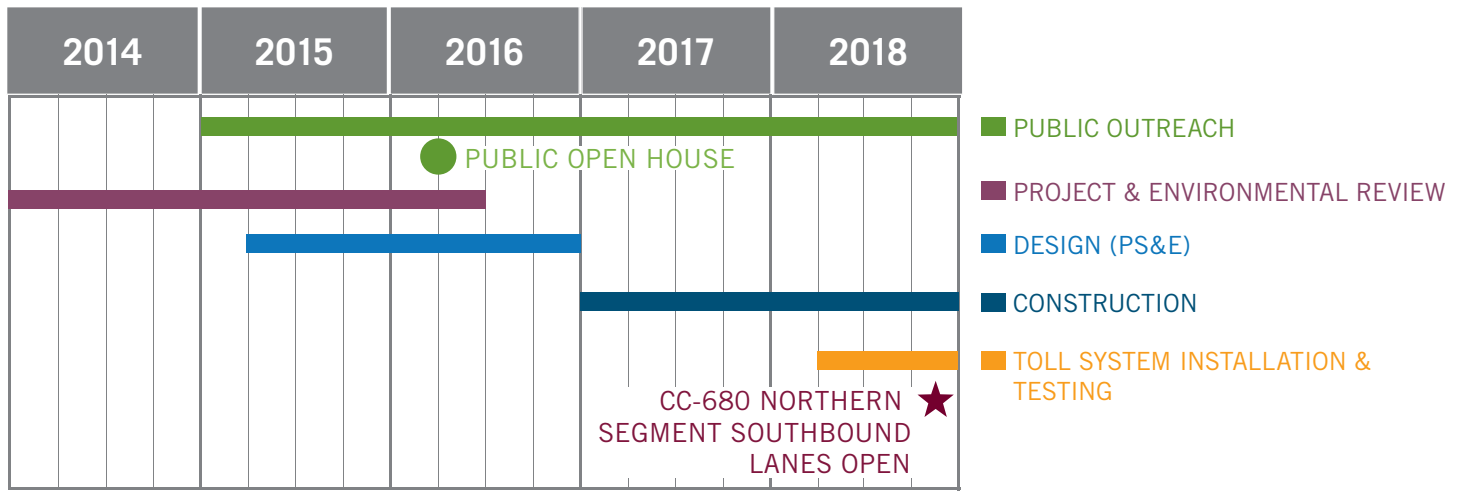 2014 2015 2016 2017 2018
PUBLIC OUTREACH
PUBLIC OPEN HOUSE
PROJECT & ENVIRONMENTAL REVIEW
DESIGN (PS&E)
CONSTRUCTION
TOLL SYSTEM INSTALLATION &
TESTING
CC-680 NORTHERN
SEGMENT SOUTHBOUND
LANES OPEN